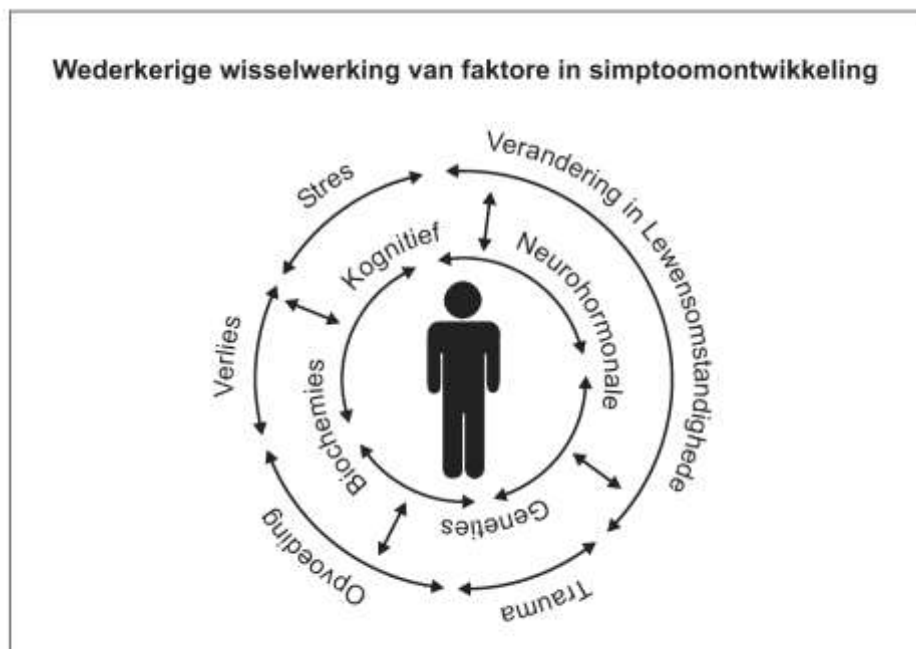 Wederkerige wisselwerking van faktore in simptoomontwikkeling
Stres
Verandering in Lewensomstandighede
Kognitief
Neurohormonale
Verlies
Biochemies
Geneties
Opvoeding
Trauma